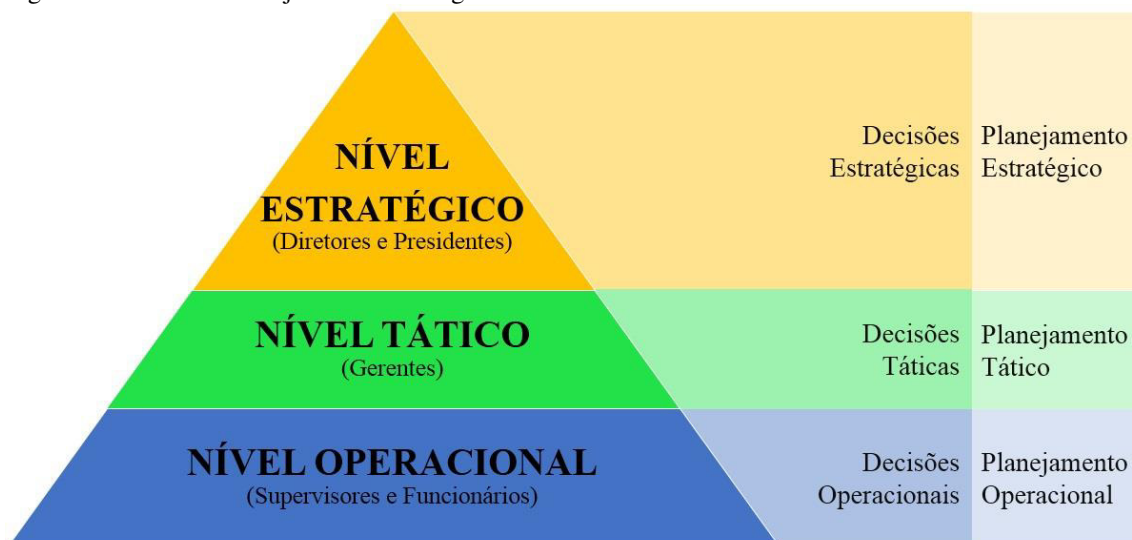 NÍVEL
ESTRATÉGICO
(Diretores e Presidentes)
Decisões
Estratégicas
Planejamento
Estratégico
NÍVEL TÁTICO
(Gerentes)
Decisões
Táticas
Planejamento
Tático
NÍVEL OPERACIONAL
(Supervisores e Funcionários)
Decisões
Operacionais
Planejamento
Operacional